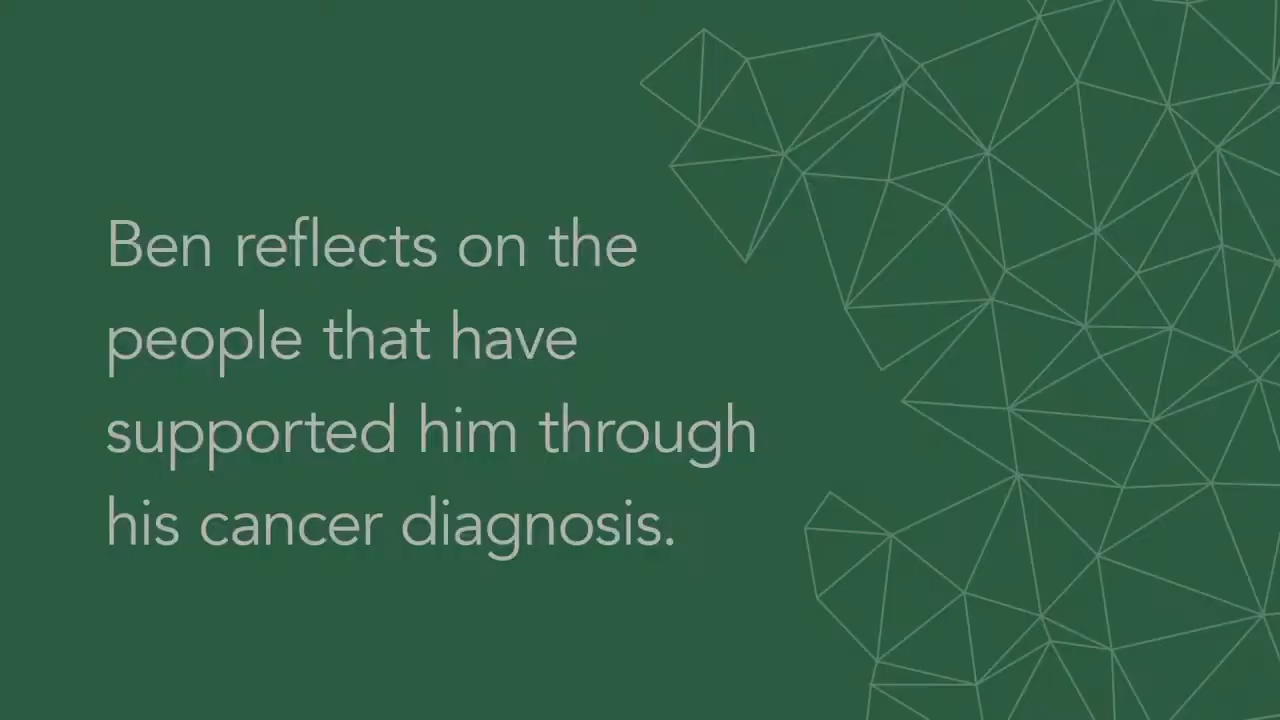 Ben reflects on the
people that have
supported him through
his cancer diagnosis.